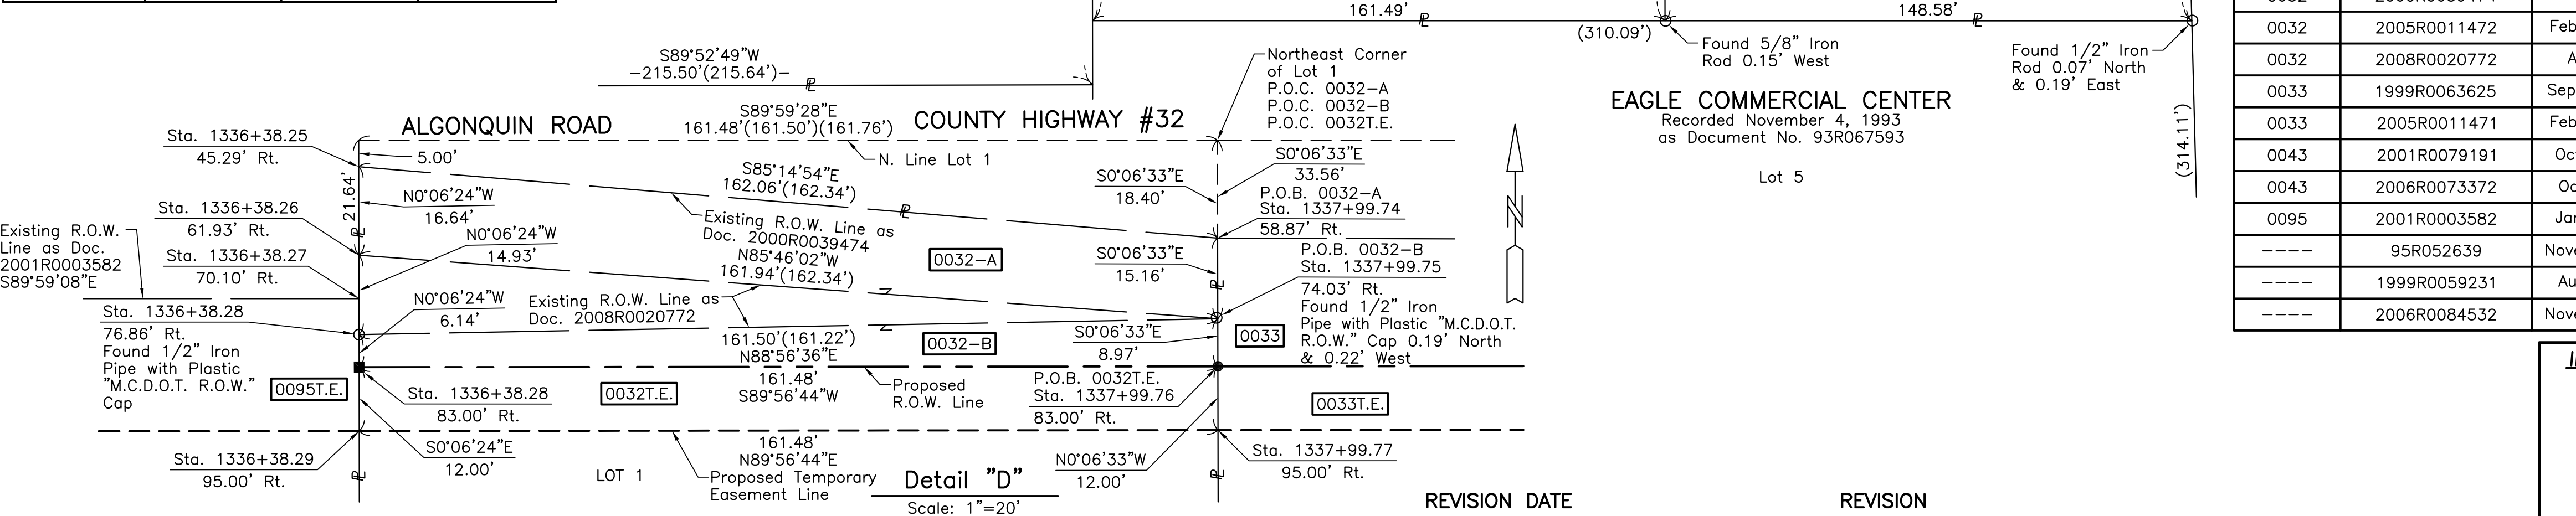 161.49'
148.58'
(310.09')
Found 5/8" Iron
Rod 0.15' West
Found 1/2" Iron
Rod 0.07' North
& 0.19' East
(314.11')
S89°52'49"W
-215.50'(215.64')-
Northeast Corner
of Lot 1
P.O.C. 0032-A
P.O.C. 0032-B
P.O.C. 0032T.E.
EAGLE COMMERCIAL CENTER
Recorded November 4, 1993
as Document No. 93R067593
Lot 5
ALGONQUIN ROAD
S89°59'28"E
161.48'(161.50')(161.76')
COUNTY HIGHWAY #32
N. Line Lot 1
Sta. 1336+38.25
45.29' Rt.
5.00'
21.64'
N0°06'24"W
16.64'
Sta. 1336+38.26
61.93' Rt.
Existing R.O.W.
Line as Doc.
2001R0003582
S89°59'08"E
Sta. 1336+38.27
70.10' Rt.
N0°06'24"W
14.93'
S85°14'54"E
162.06'(162.34')
Existing R.O.W. Line as
Doc. 2000R0039474
N85°46'02"W
161.94'(162.34')
0032-A
S0°06'33"E
18.40'
S0°06'33"E
33.56'
P.O.B. 0032-A
Sta. 1337+99.74
58.87' Rt.
S0°06'33"E
15.16'
P.O.B. 0032-B
Sta. 1337+99.75
74.03' Rt.
Found 1/2" Iron
Pipe with Plastic "M.C.D.O.T.
R.O.W." Cap 0.19' North
& 0.22' West
0033
N
Sta. 1336+38.28
76.86' Rt.
Found 1/2" Iron
Pipe with Plastic
"M.C.D.O.T. R.O.W."
Cap
N0°06'24"W
6.14'
Existing R.O.W. Line as
Doc. 2008R0020772
161.50'(161.22')
N88°56'36"E
0032-B
S0°06'33"E
8.97'
0095T.E.
Sta. 1336+38.28
83.00' Rt.
0032T.E.
161.48'
S89°56'44"W
Proposed
R.O.W. Line
P.O.B. 0032T.E.
Sta. 1337+99.76
83.00' Rt.
0033T.E.
Sta. 1336+38.29
95.00' Rt.
S0°06'24"E
12.00'
LOT 1
161.48'
N89°56'44"E
Proposed Temporary
Easement Line
N0°06'33"W
12.00'
Sta. 1337+99.77
95.00' Rt.
Detail "D"
Scale: 1"=20'
REVISION DATE
REVISION
0032 2005R0011472 Feb
0032 2008R0020772 A
0033 1999R0063625 Sep
0033 2005R0011471 Feb
0043 2001R0079191 Oc
0043 2006R0073372 Oc
0095 2001R0003582 Jan
---- 95R052639 Nove
---- 1999R0059231 Au
---- 2006R0084532 Nove